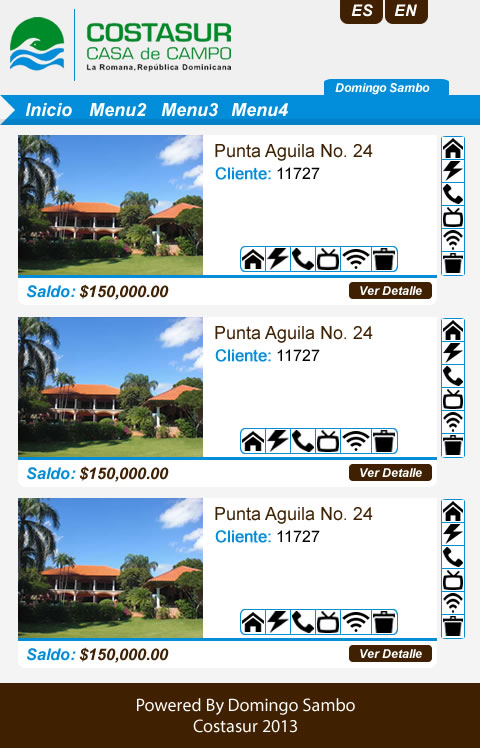 ES EN
COSTASUR
CASA de CAMPO
La Romana, República Dominicana
Domingo Sambo
Inicio Menu2 Menu3 Menu4
Punta Aguila No. 24
Cliente: 11727
Saldo: $150,000.00 Ver Detalle
Punta Aguila No. 24
Cliente: 11727
Saldo: $150,000.00 Ver Detalle
Punta Aguila No. 24
Cliente: 11727
Saldo: $150,000.00 Ver Detalle
Powered By Domingo Sambo
Costasur 2013